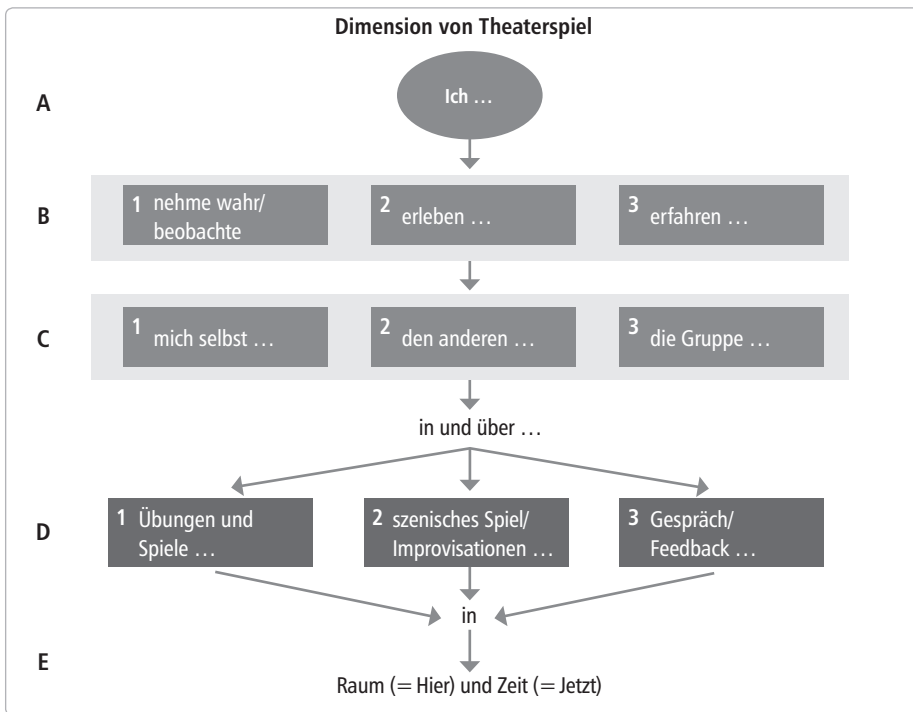 Dimension von Theaterspiel
A
Ich …
B
1 nehme wahr/
beobachte
2 erleben …
3 erfahren …
C
1 mich selbst …
2 den anderen …
3 die Gruppe …
in und über …
D
1 Übungen und
Spiele …
2 szenisches Spiel/
Improvisationen …
3 Gespräch/
Feedback …
in
E
Raum (= Hier) und Zeit (= Jetzt)